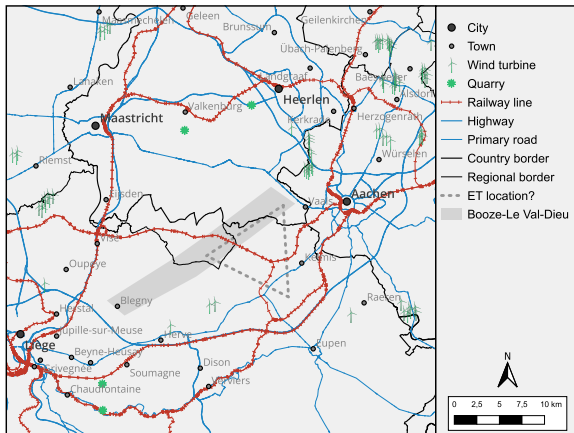 Maasmechelen
Geleen
Brunssum
Geilenkirchen
Übach-Palenberg
Landgraaf
Baesweiler
Lanaken
Valkenburg
Heerlen
Alsdorf
Maastricht
Kerkrade
Herzogenrath
Riemst
Würselen
Eijsden
Vaals
Aachen
Visé
Oupeye
Kelmis
Blegny
Raeren
Herstal
Jupille-sur-Meuse
Herve
Liège
Beyne-Heusay
Eupen
Grivegnée
Soumagne
Dison
Chaudfontaine
Verviers
City
Town
Wind turbine
Quarry
Railway line
Highway
Primary road
Country border
Regional border
ET location?
Booze-Le Val-Dieu
N
0 2,5 5 7,5 10 km